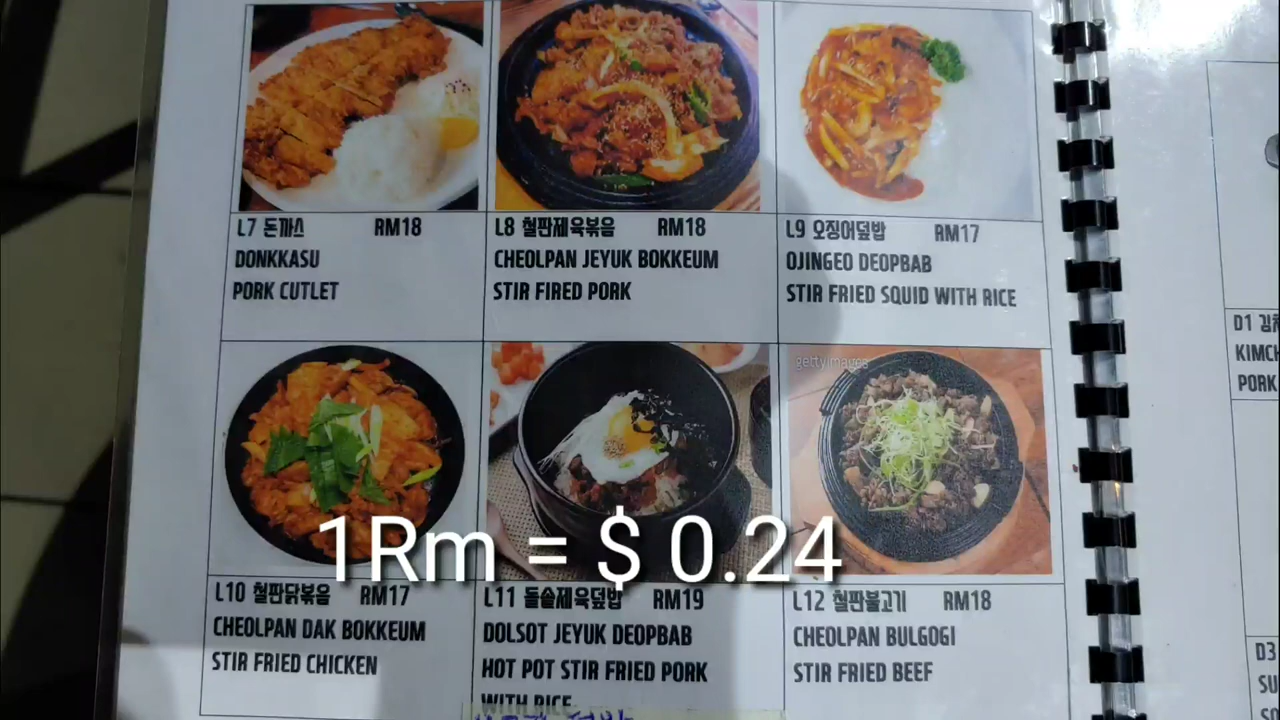 L7 돈까스 RM18
DONKKASU
PORK CUTLET
L8 철판제육볶음 RM18
CHEOLPAN JEYUK BOKKEUM
STIR FIRED PORK
L9 오징어덮밥 RM17
OJINGEO DEOPBAB
STIR FRIED SQUID WITH RICE
gettyimages
1Rm = $ 0.24
L10 철판닭볶음 RM17
CHEOLPAN DAK BOKKEUM
STIR FRIED CHICKEN
L11 돌솥제육덮밥 RM19
DOLSOT JEYUK DEOPBAB
HOT POT STIR FRIED PORK
WITH RICE
L12 철판불고기 RM18
CHEOLPAN BULGOGI
STIR FRIED BEEF
D1
PORK
D3